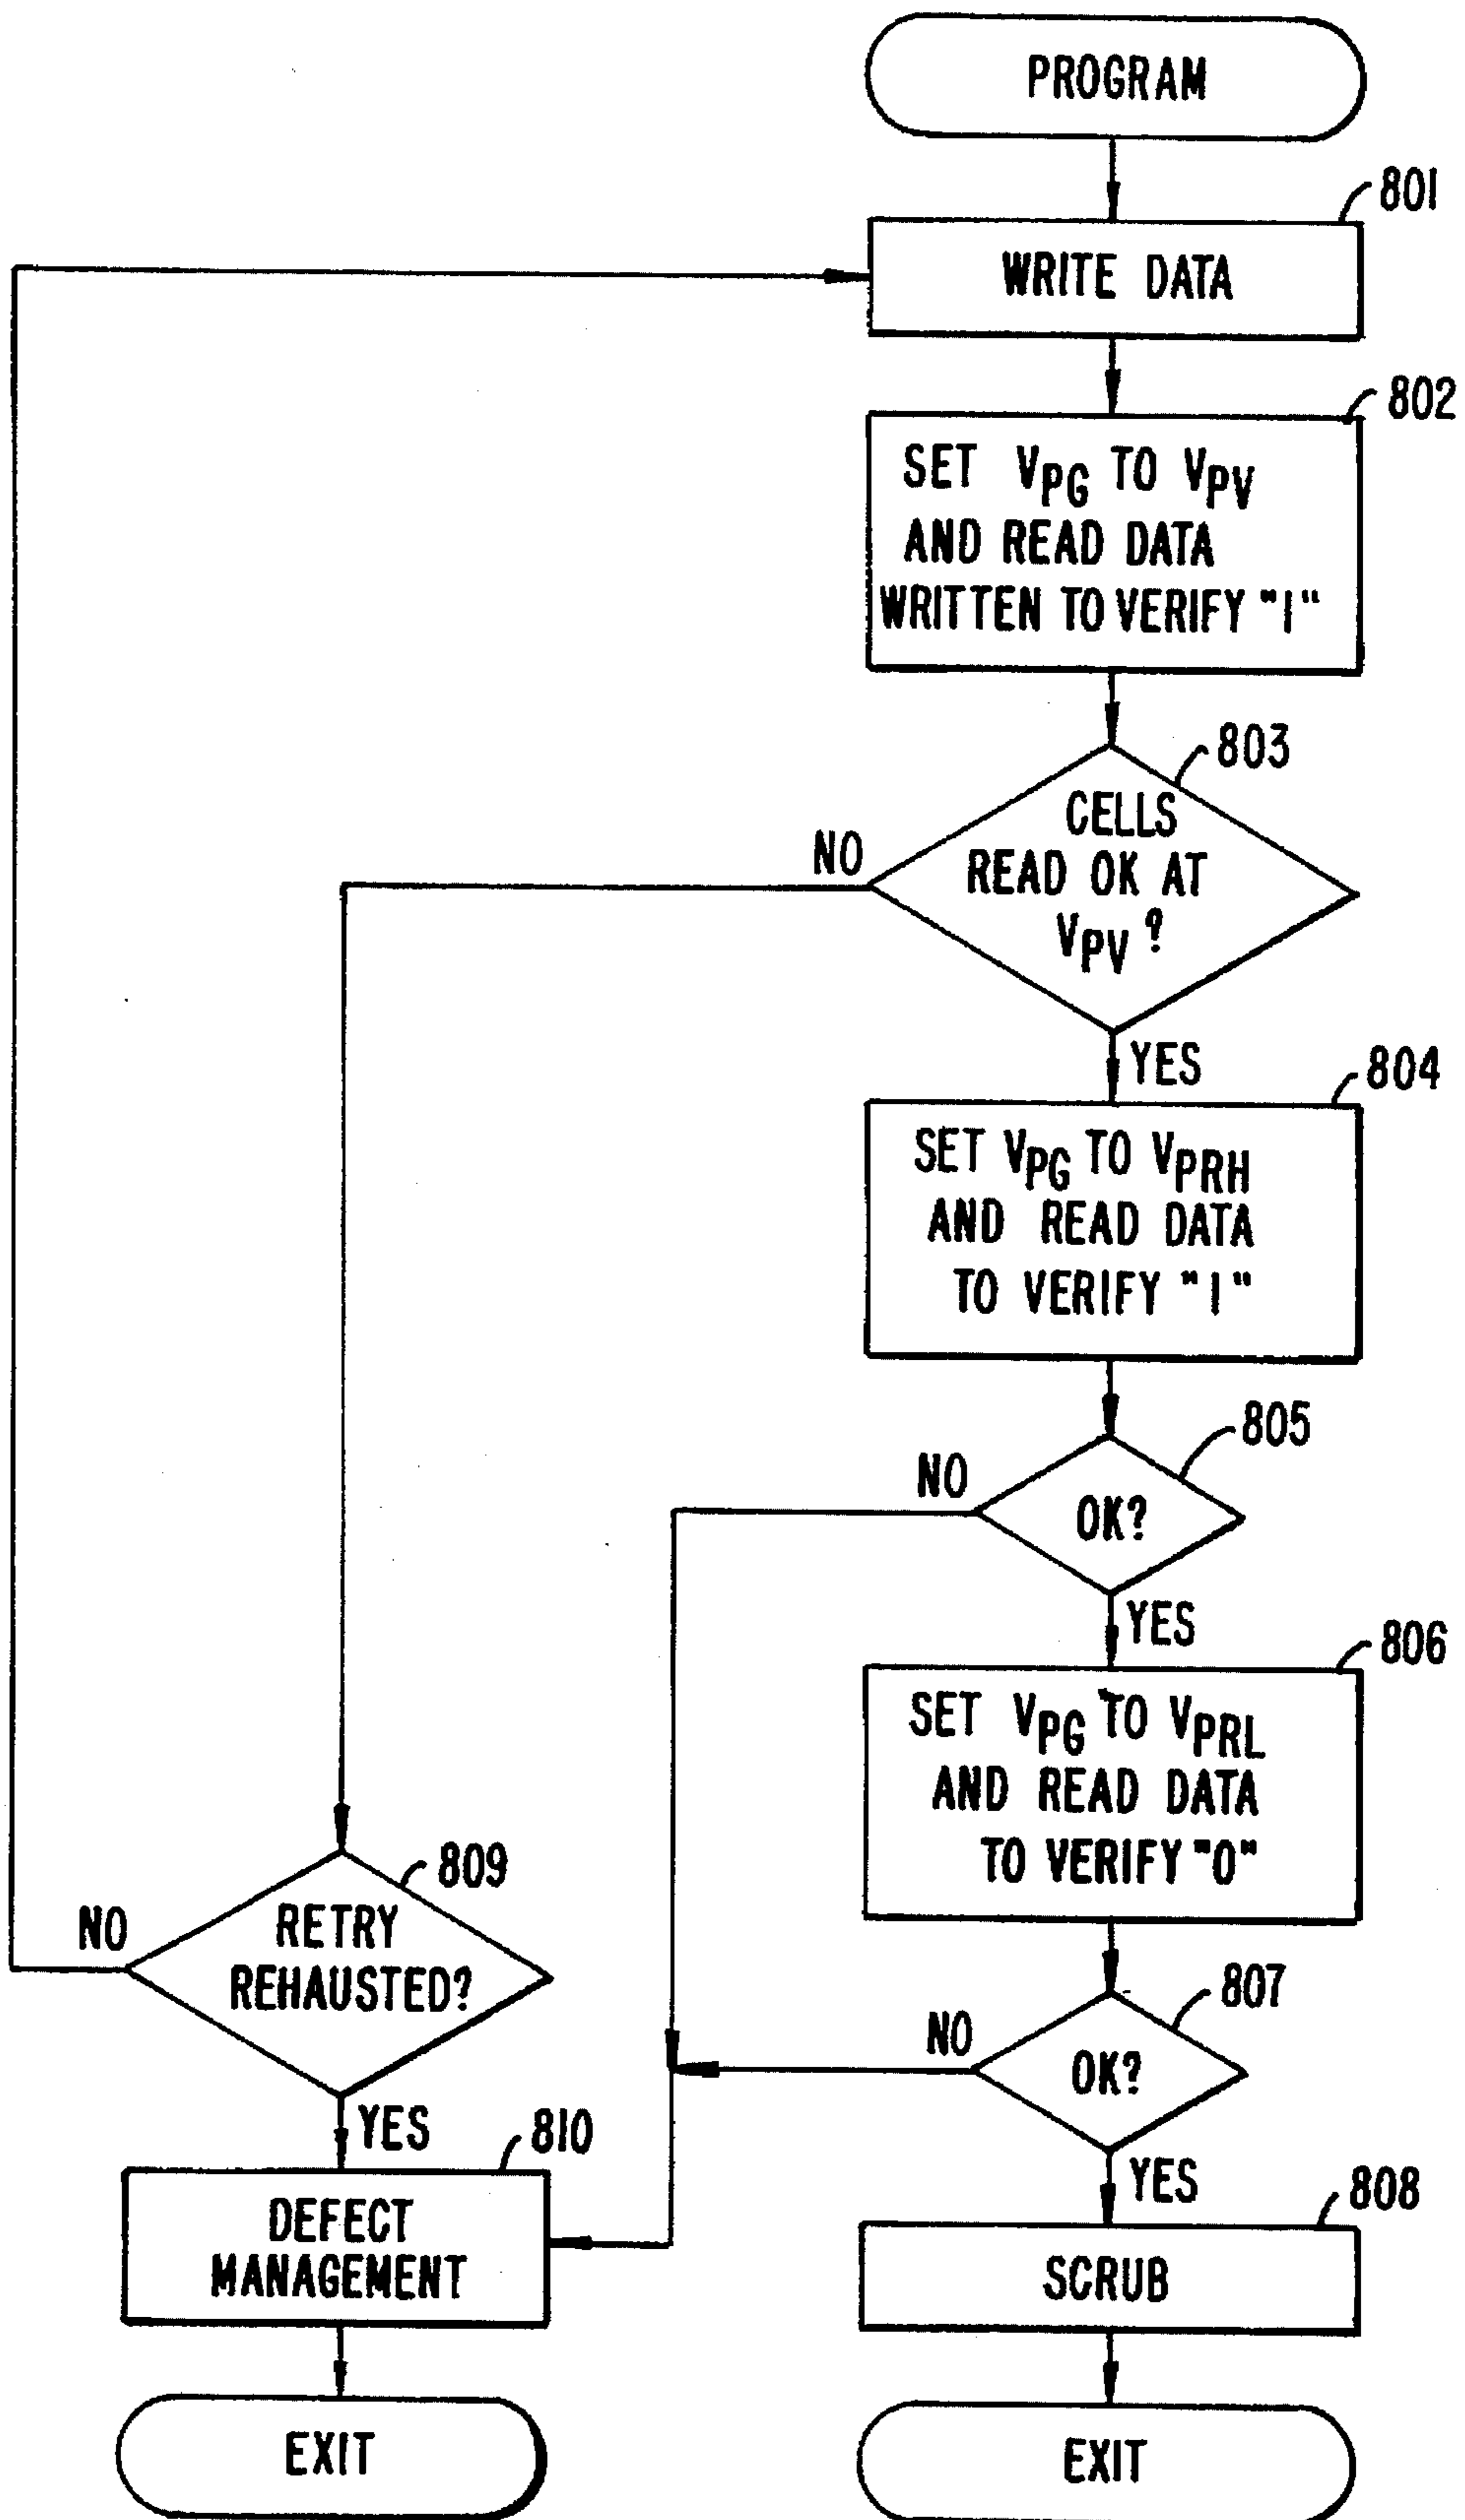 PROGRAM
801
WRITE DATA
802
SET VPG TO VPV
AND READ DATA
WRITTEN TO VERIFY "1"
803
CELLS
READ OK AT
VPV ?
NO
YES
804
SET VPG TO VPRH
AND READ DATA
TO VERIFY "1"
805
NO
OK?
YES
806
SET VPG TO VPRL
AND READ DATA
TO VERIFY "0"
809
NO
RETRY
REHAUSTED?
YES
807
NO
OK?
YES
810
DEFECT
MANAGEMENT
808
SCRUB
EXIT
EXIT